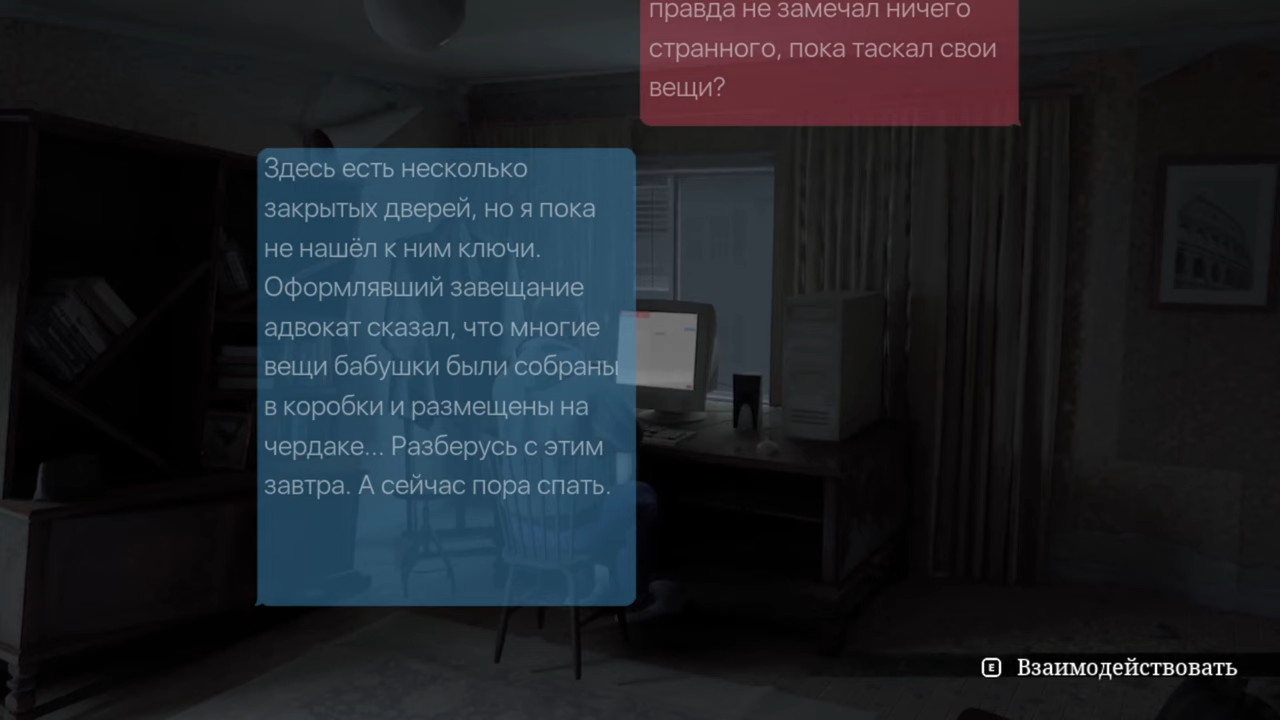 правда не замечал ничего
странного, пока таскал свои
вещи?
Здесь есть несколько
закрытых дверей, но я пока
не нашёл к ним ключи.
Оформлявший завещание
адвокат сказал, что многие
вещи бабушки были собраны
в коробки и размещены на
чердаке... Разберусь с этим
завтра. А сейчас пора спать.
E Взаимодействовать